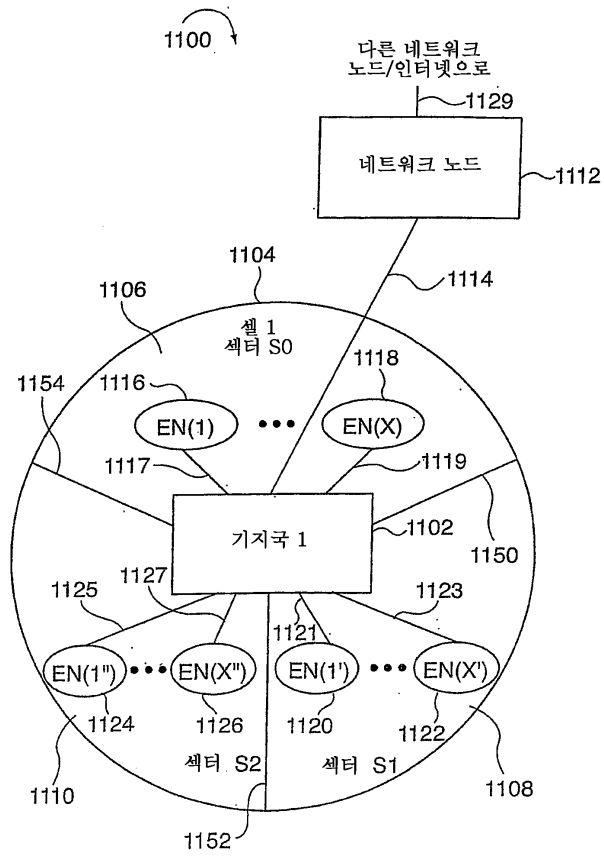 1100
다른 네트워크
노드/인터넷으로
1129
네트워크 노드
1112
1104
1114
1106
셀 1
섹터 S0
1154
1116
1118
EN(1)
•••
EN(X)
1117
1119
기지국 1
1102
1150
1127
1125
1123
1121
EN(1")
•••
EN(X")
EN(1')
•••
EN(X')
1124
1126
1120
1122
섹터 S2
섹터 S1
1110
1108
1152